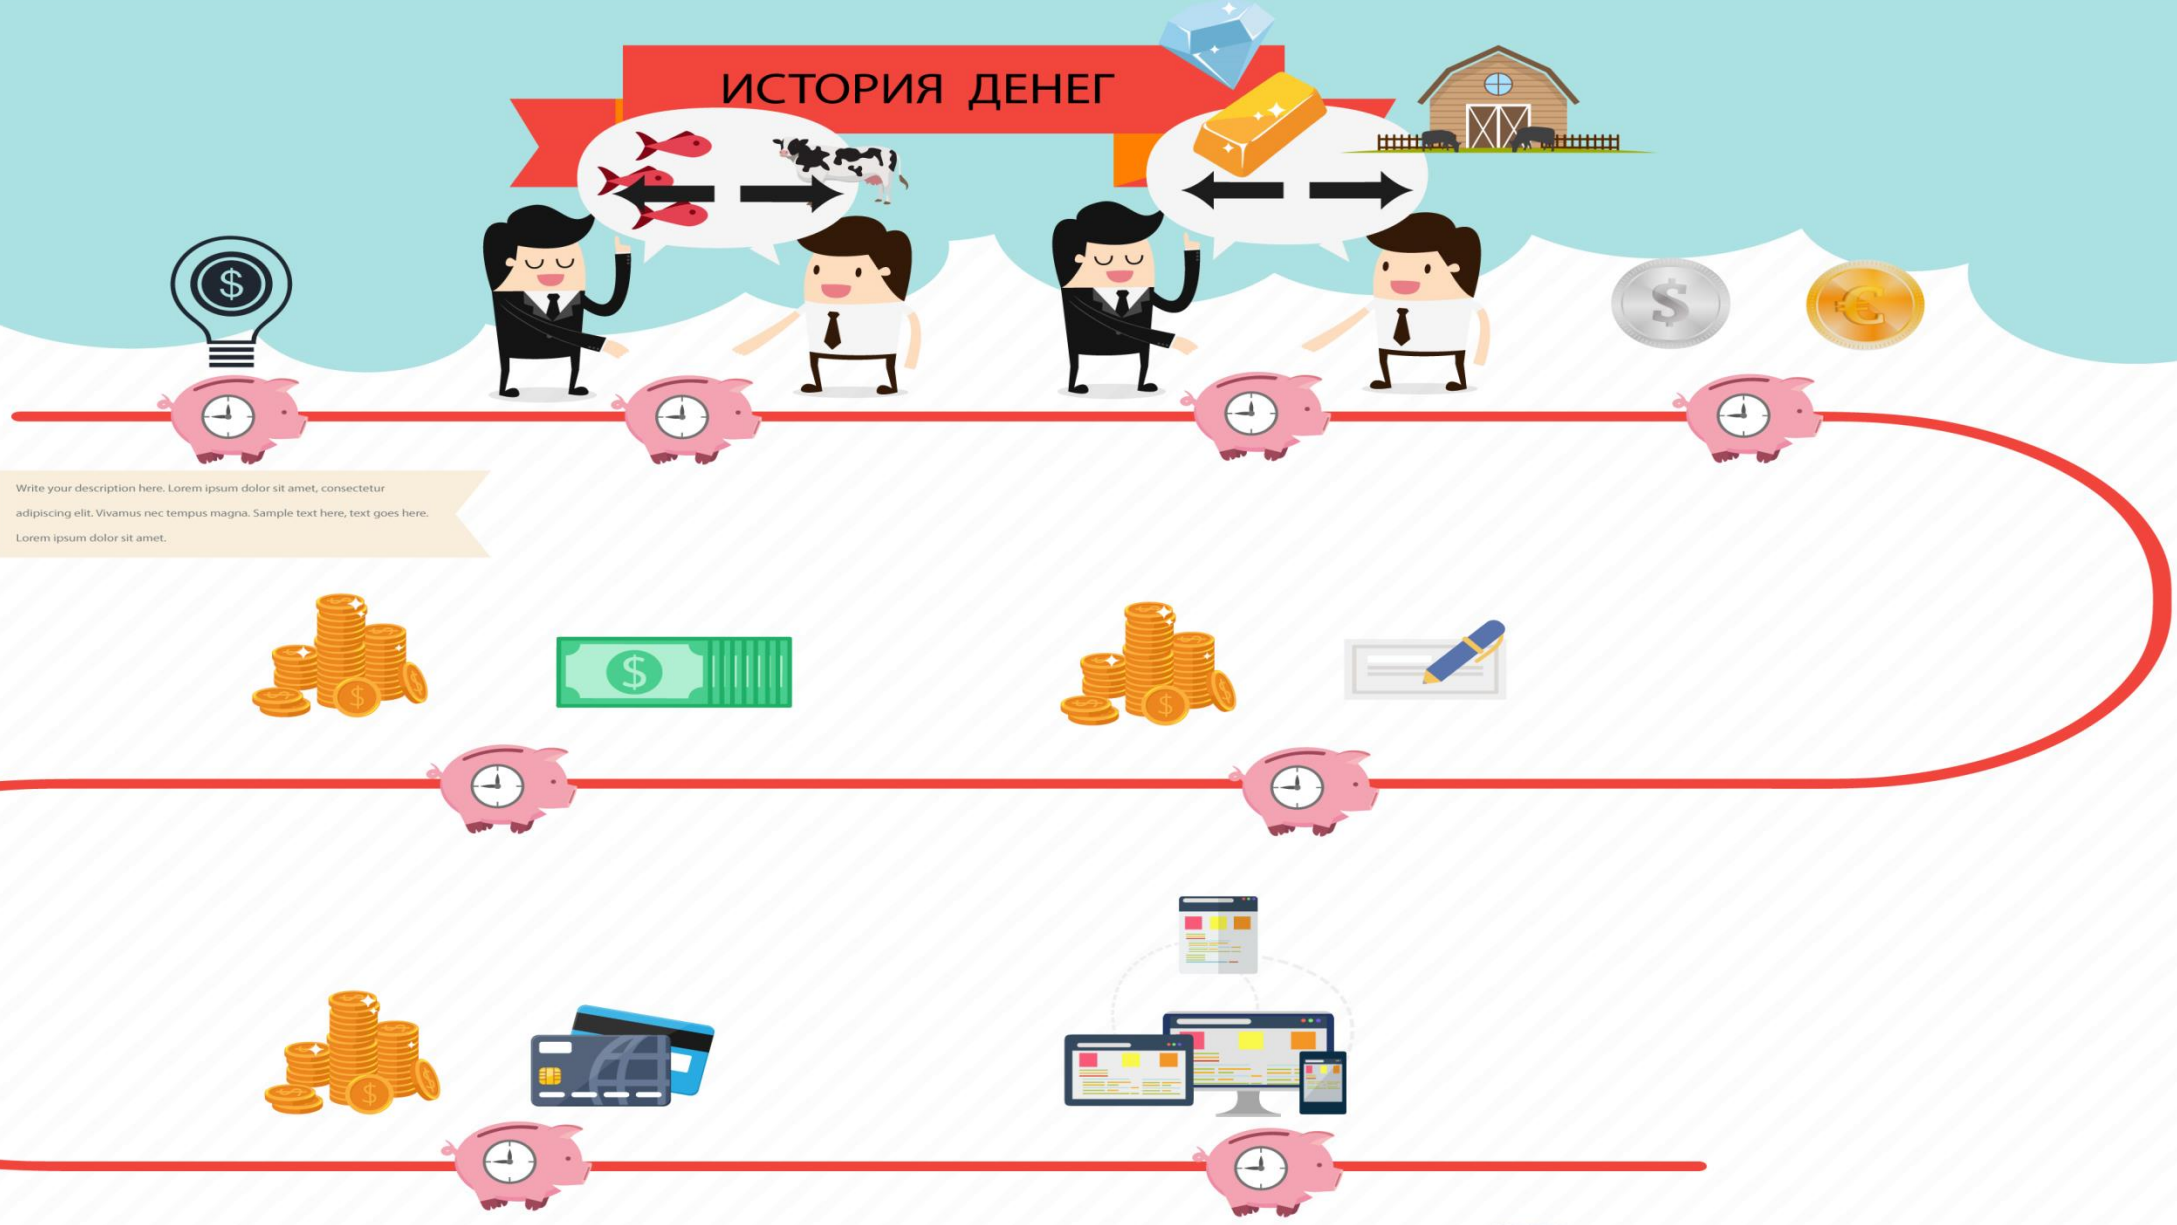 ИСТОРИЯ ДЕНЕГ
Write your description here. Lorem ipsum dolor sit amet, consectetur
adipiscing elit. Vivamus nec tempus magna. Sample text here, text goes here.
Lorem ipsum dolor sit amet.